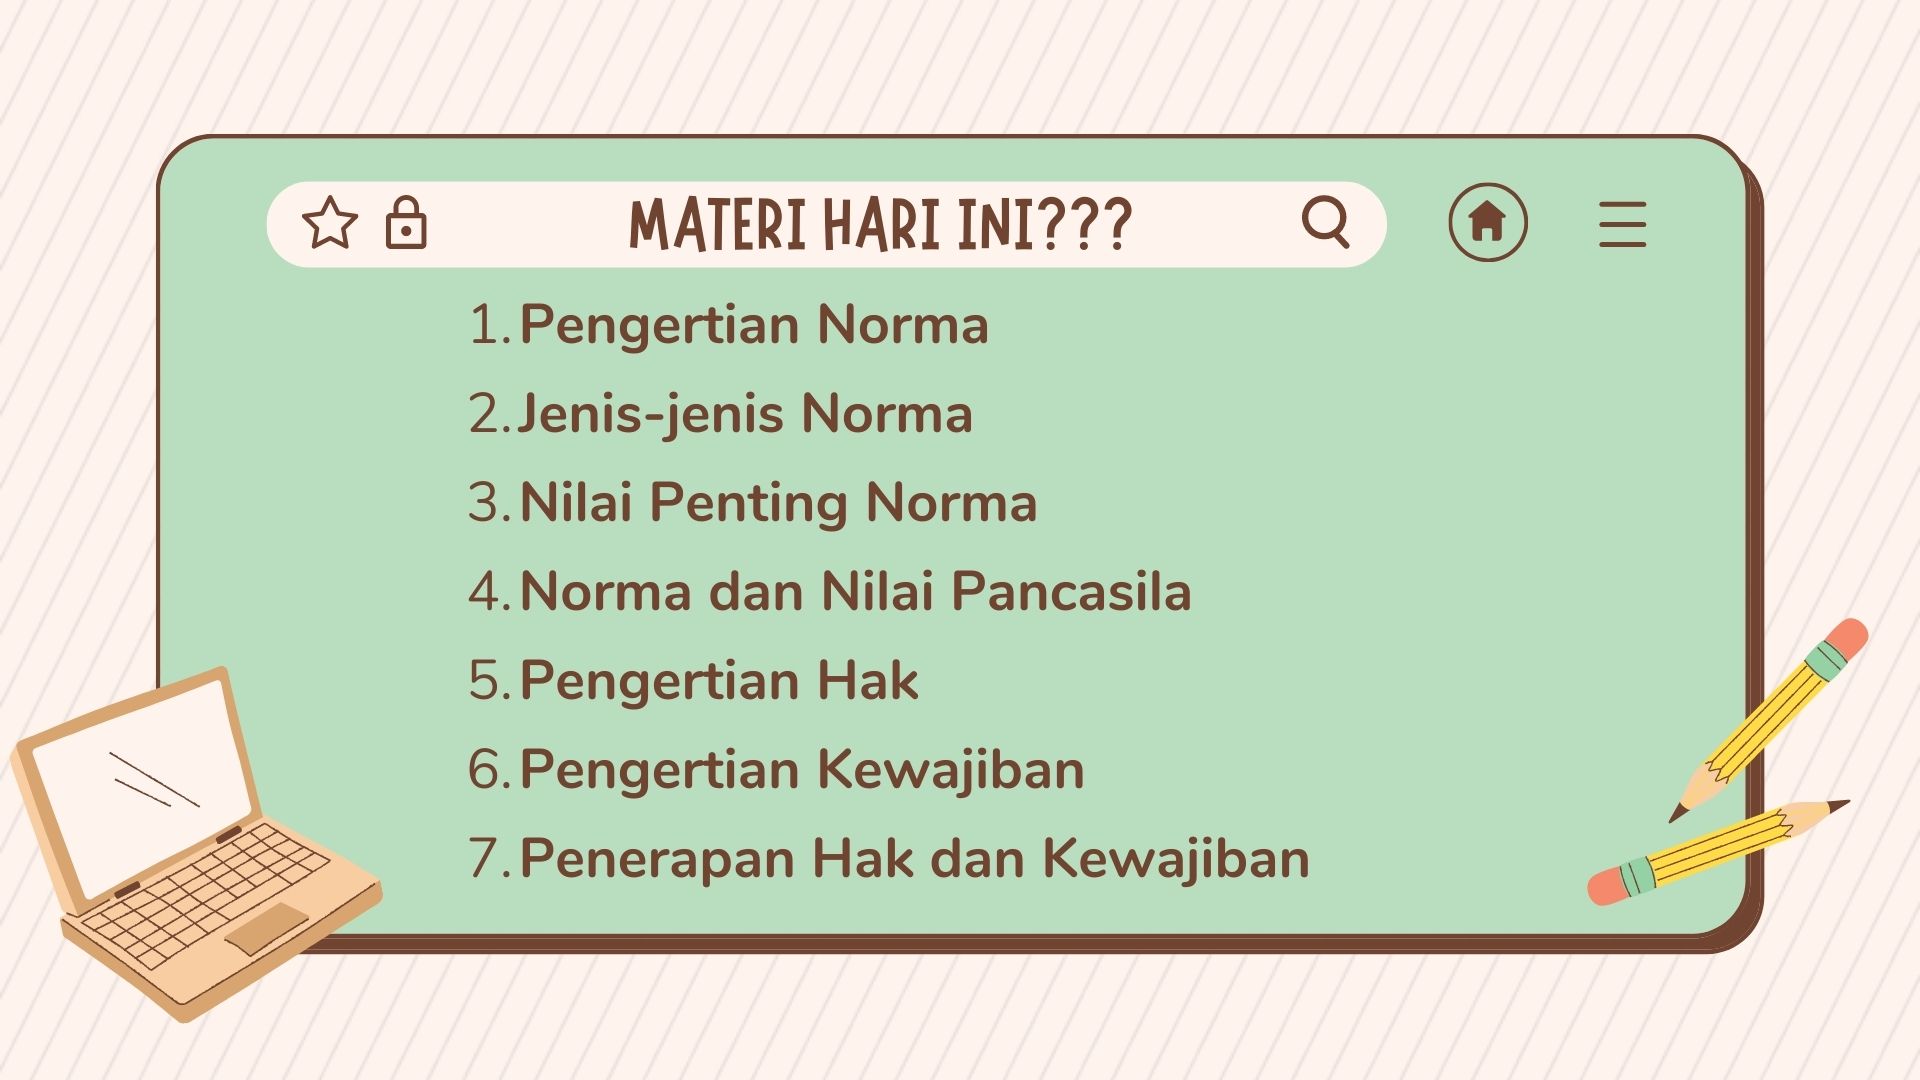 MATERI HARI INI???
1. Pengertian Norma
2. Jenis-jenis Norma
3. Nilai Penting Norma
4. Norma dan Nilai Pancasila
5. Pengertian Hak
6. Pengertian Kewajiban
7. Penerapan Hak dan Kewajiban